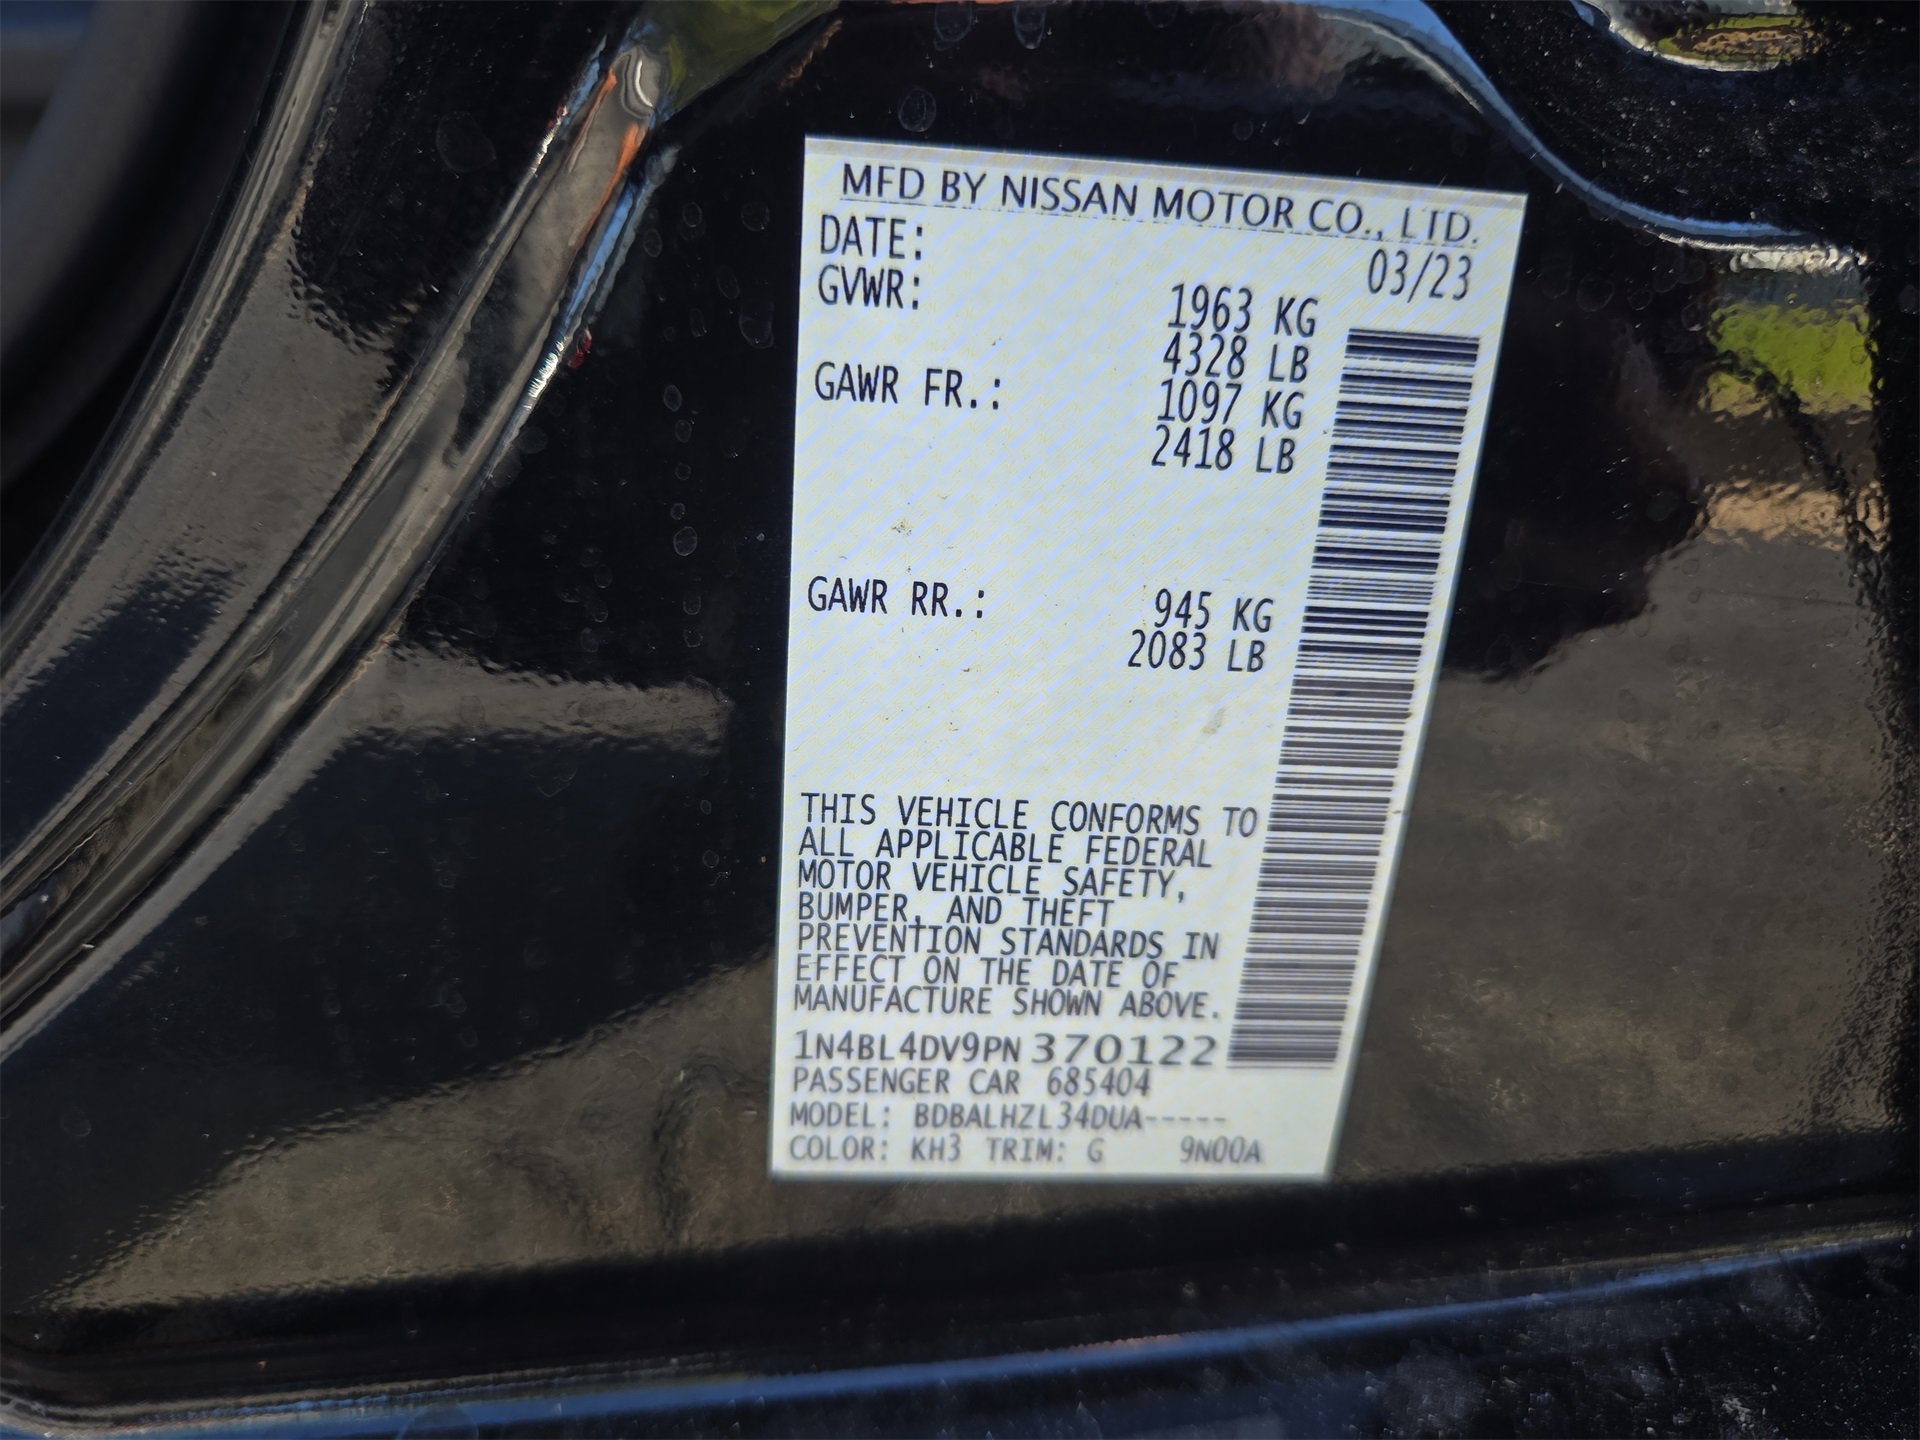 MFD BY NISSAN MOTOR CO., LTD.
DATE: 03/23
GVWR: 1963 KG
4328 LB
GAWR FR.: 1097 KG
2418 LB
GAWR RR.: 945 KG
2083 LB
THIS VEHICLE CONFORMS TO
ALL APPLICABLE FEDERAL
MOTOR VEHICLE SAFETY,
BUMPER, AND THEFT
PREVENTION STANDARDS IN
EFFECT ON THE DATE OF
MANUFACTURE SHOWN ABOVE.
1N4BL4DV9PN370122
PASSENGER CAR 685404
MODEL: BDBALHZL34DUA-----
COLOR: KH3 TRIM: G 9N00A